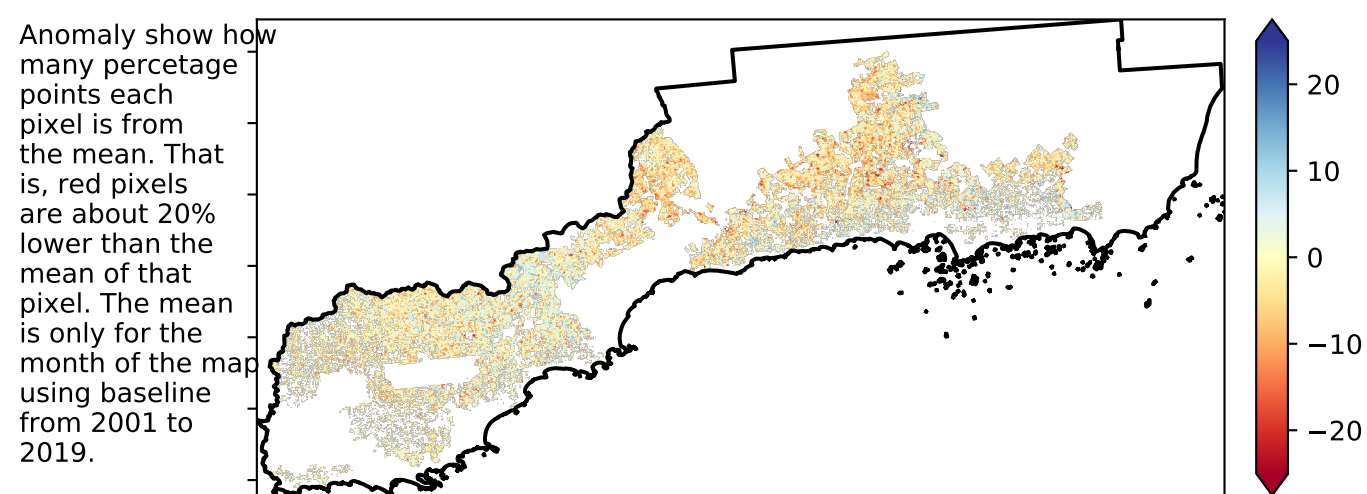 Anomaly show how
many percetage
points each
pixel is from
the mean. That
is, red pixels
are about 20%
lower than the
mean of that
pixel. The mean
is only for the
month of the map
using baseline
from 2001 to
2019.
20
10
0
−10
−20